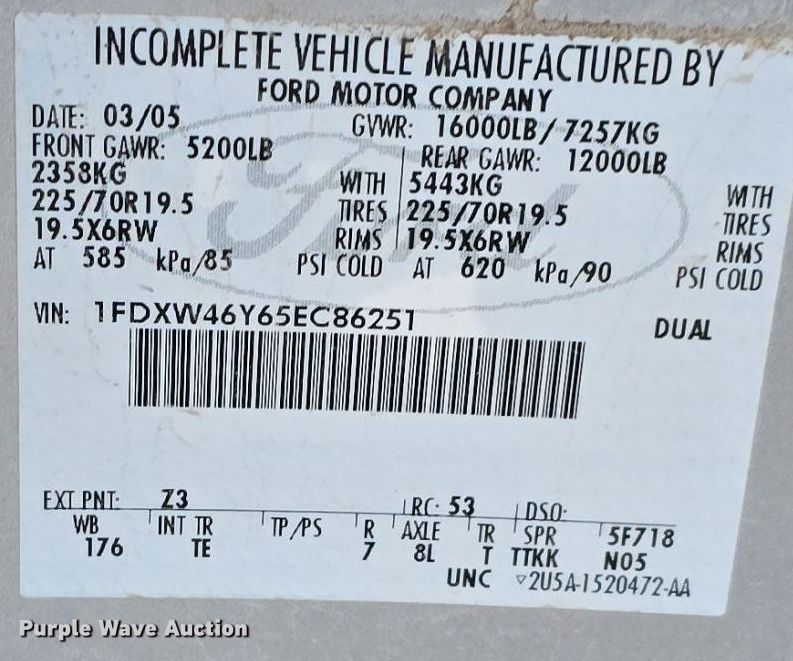 INCOMPLETE VEHICLE MANUFACTURED BY
FORD MOTOR COMPANY
DATE: 03/05 GVWR: 16000LB/ 7257KG
FRONT GAWR: 5200LB REAR GAWR: 12000LB
2358KG WITH 5443KG WITH
225/70R19.5 TIRES 225/70R19.5 TIRES
19.5X6RW RIMS 19.5X6RW RIMS
AT 585 kPa/85 PSI COLD AT 620 kPa/90 PSI COLD
VIN: 1FDXW46Y65EC86251 DUAL
EXT PNT: Z3 RC: 53 DSO:
WB INT TR TP/PS R AXLE TR SPR 5F718
176 TE 7 8L T TTKK N05
UNC ▽2U5A-1520472-AA
Ford
Purple Wave Auction